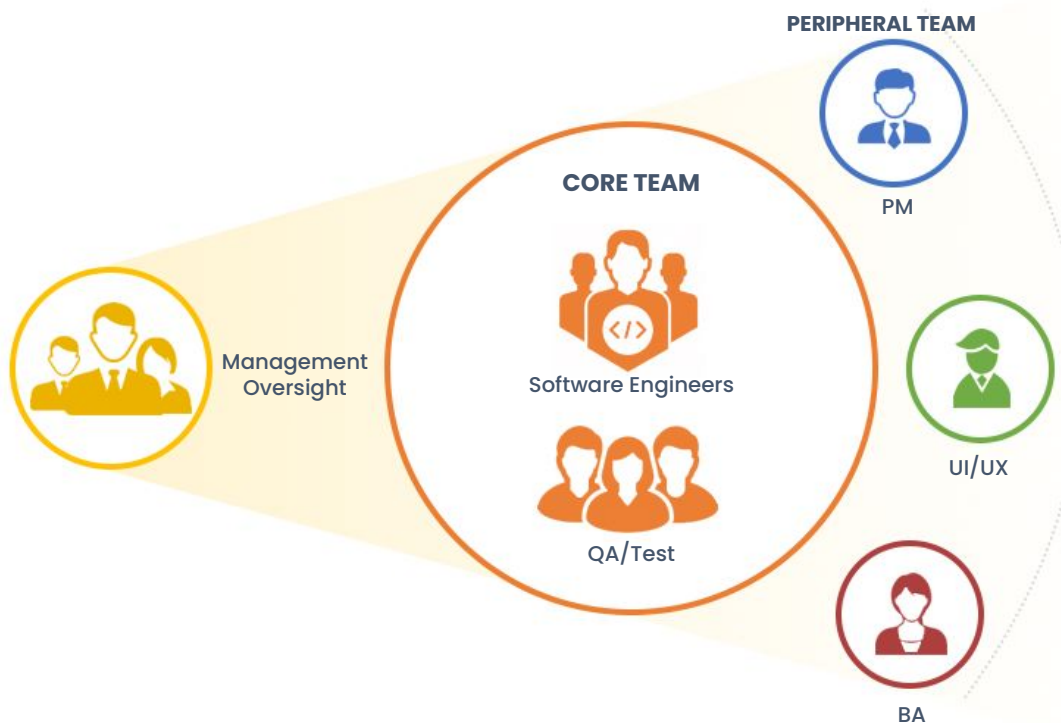 PERIPHERAL TEAM
PM
CORE TEAM
</>
Software Engineers
Management
Oversight
UI/UX
QA/Test
BA